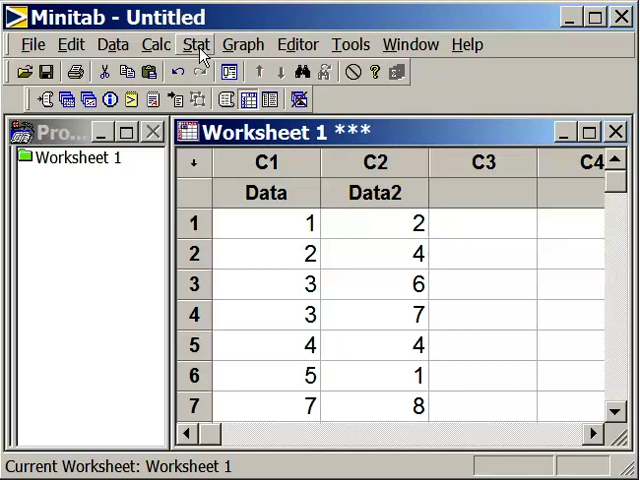 Minitab - Untitled
File Edit Data Calc Stat Graph Editor Tools Window Help
Pro...
Worksheet 1 ***
Worksheet 1
↓ C1 C2 C3 C4
Data Data2
1 1 2
2 2 4
3 3 6
4 3 7
5 4 4
6 5 1
7 7 8
Current Worksheet: Worksheet 1